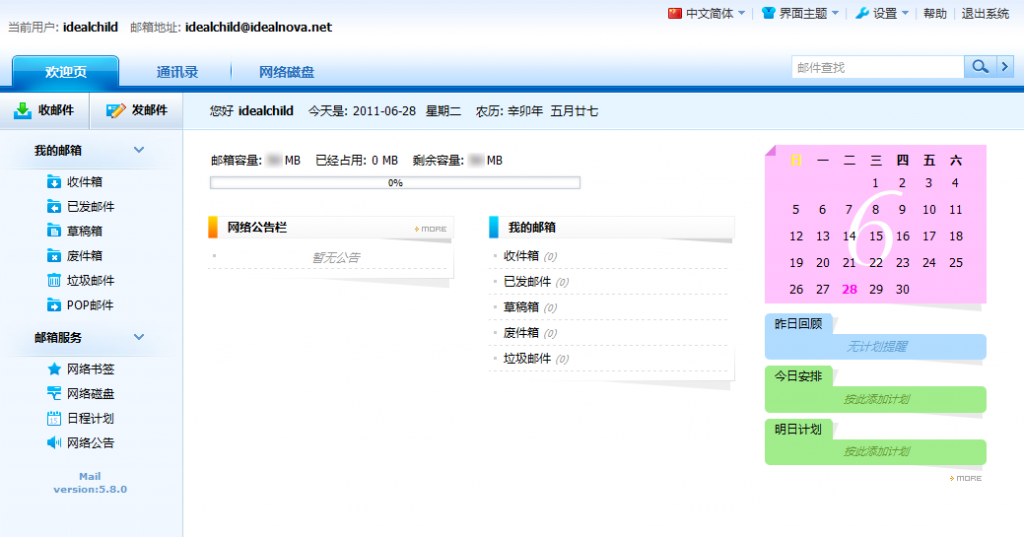 中文简体 界面主题 设置 帮助 退出系统
当前用户: idealchild 邮箱地址: idealchild@idealnova.net
欢迎页 通讯录 网络磁盘 邮件查找
收邮件 发邮件 您好 idealchild 今天是: 2011-06-28 星期二 农历: 辛卯年 五月廿七
我的邮箱
收件箱
已发邮件
草稿箱
废件箱
垃圾邮件
POP邮件
邮箱服务
网络书签
网络磁盘
日程计划
网络公告
Mail
version:5.8.0
邮箱容量: MB 已经占用: 0 MB 剩余容量: MB
0%
网络公告栏 MORE
暂无公告
我的邮箱
收件箱 (0)
已发邮件 (0)
草稿箱 (0)
废件箱 (0)
垃圾邮件 (0)
6
日 一 二 三 四 五 六
1 2 3 4
5 6 7 8 9 10 11
12 13 14 15 16 17 18
19 20 21 22 23 24 25
26 27 28 29 30
昨日回顾
无计划提醒
今日安排
按此添加计划
明日计划
按此添加计划
MORE